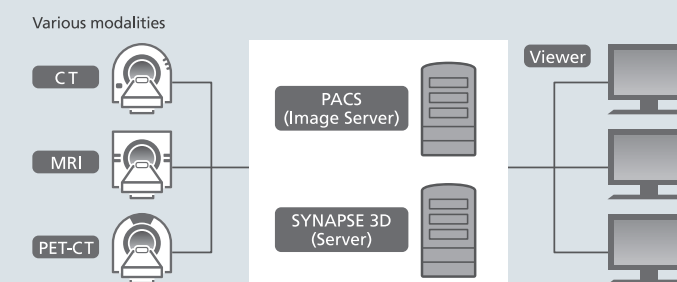 Various modalities
CT
MRI
PET-CT
PACS
(Image Server)
SYNAPSE 3D
(Server)
Viewer